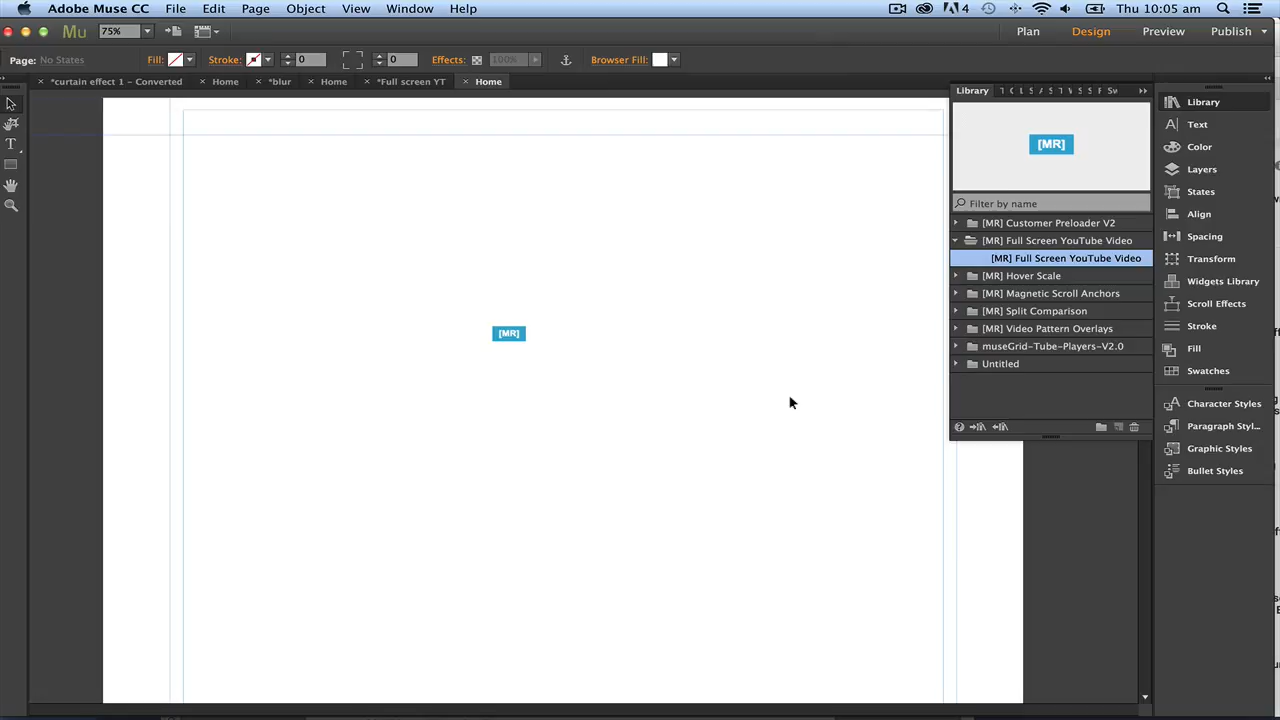 Adobe Muse CC File Edit Page Object View Window Help 4 Thu 10:05 am
Mu 75% Plan Design Preview Publish
Page: No States Fill: Stroke: 0 0 Effects: 100% Browser Fill:
× *curtain effect 1 - Converted × Home × *blur × Home × *Full screen YT × Home
Library
[MR]
Filter by name
[MR] Customer Preloader V2
[MR] Full Screen YouTube Video
[MR] Full Screen YouTube Video
[MR] Hover Scale
[MR] Magnetic Scroll Anchors
[MR] Split Comparison
[MR] Video Pattern Overlays
museGrid-Tube-Players-V2.0
Untitled
Library
Text
Color
Layers
States
Align
Spacing
Transform
Widgets Library
Scroll Effects
Stroke
Fill
Swatches
Character Styles
Paragraph Styl...
Graphic Styles
Bullet Styles
[MR]